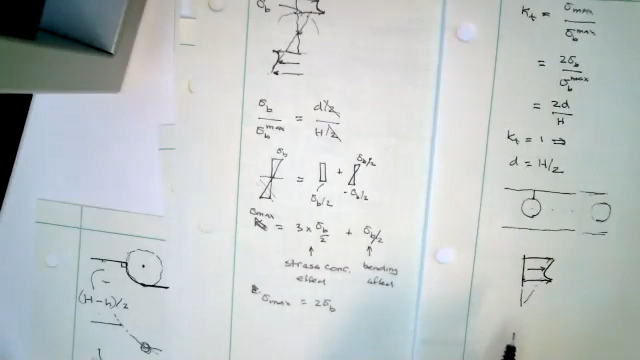 σb
σb / σb^max = d/2 / H/2
σb
= + σb/2
σb/2 -σb/2
σmax
= 3 × σb/2 + σb/2
stress conc. bending
effect effect
σmax = 2σb
(H-h)/2
Kt = σmax / σb^max
= 2σb / σb^max
= 2d / H
Kt = 1 ⇒
d = H/2